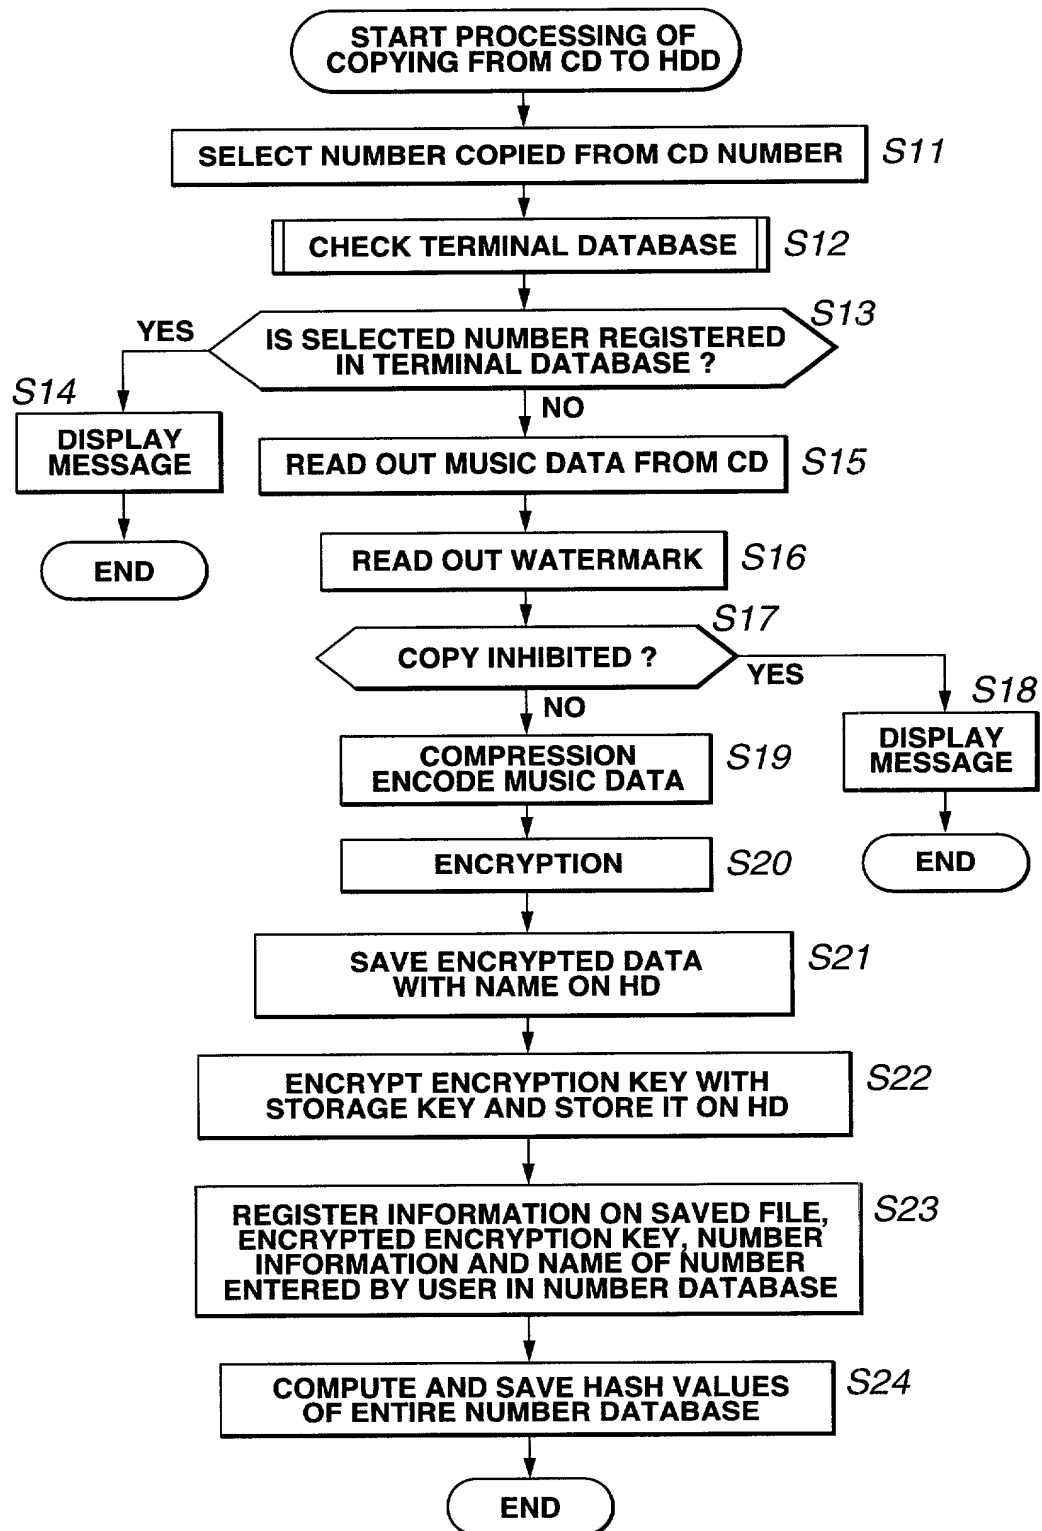 START PROCESSING OF
COPYING FROM CD TO HDD
SELECT NUMBER COPIED FROM CD NUMBER
S11
CHECK TERMINAL DATABASE
S12
S13
YES
IS SELECTED NUMBER REGISTERED
IN TERMINAL DATABASE ?
S14
NO
DISPLAY
MESSAGE
READ OUT MUSIC DATA FROM CD
S15
END
READ OUT WATERMARK
S16
S17
COPY INHIBITED ?
YES
S18
NO
DISPLAY
MESSAGE
COMPRESSION
ENCODE MUSIC DATA
S19
ENCRYPTION
S20
END
SAVE ENCRYPTED DATA
WITH NAME ON HD
S21
ENCRYPT ENCRYPTION KEY WITH
STORAGE KEY AND STORE IT ON HD
S22
REGISTER INFORMATION ON SAVED FILE,
ENCRYPTED ENCRYPTION KEY, NUMBER
INFORMATION AND NAME OF NUMBER
ENTERED BY USER IN NUMBER DATABASE
S23
COMPUTE AND SAVE HASH VALUES
OF ENTIRE NUMBER DATABASE
S24
END